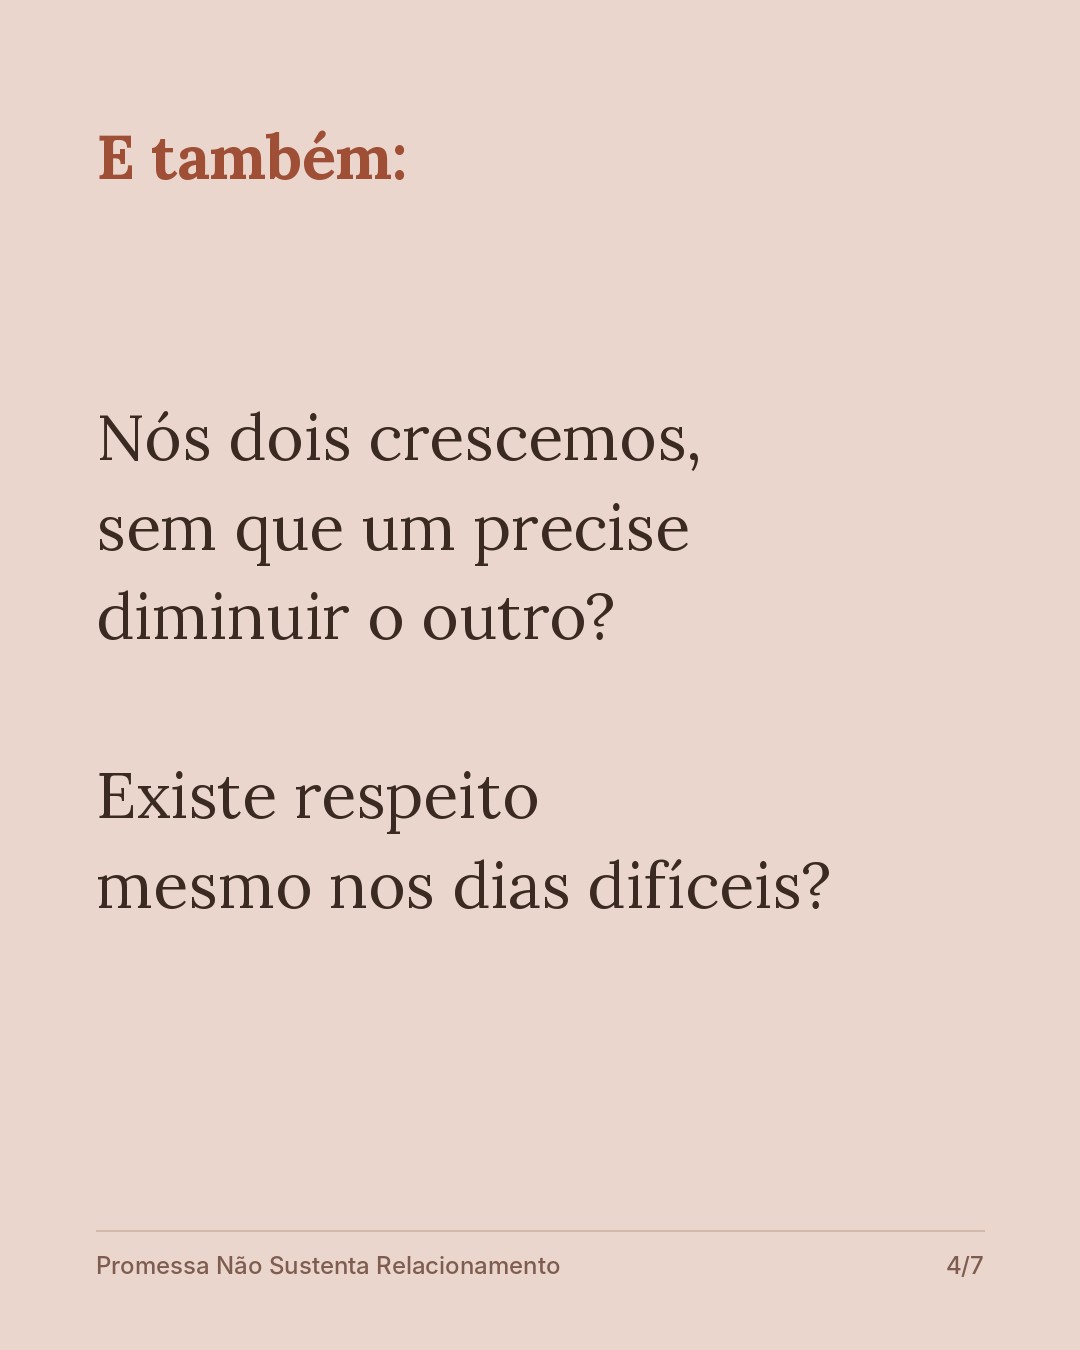 E também:
Nós dois crescemos,
sem que um precise
diminuir o outro?
Existe respeito
mesmo nos dias difíceis?
Promessa Não Sustenta Relacionamento
4/7